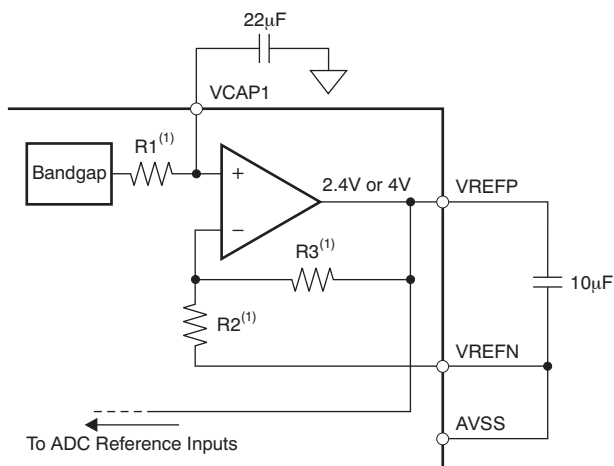 22μF
VCAP1
R1(1)
Bandgap
+
2.4V or 4V
VREFP
−
R3(1)
10μF
R2(1)
VREFN
AVSS
To ADC Reference Inputs